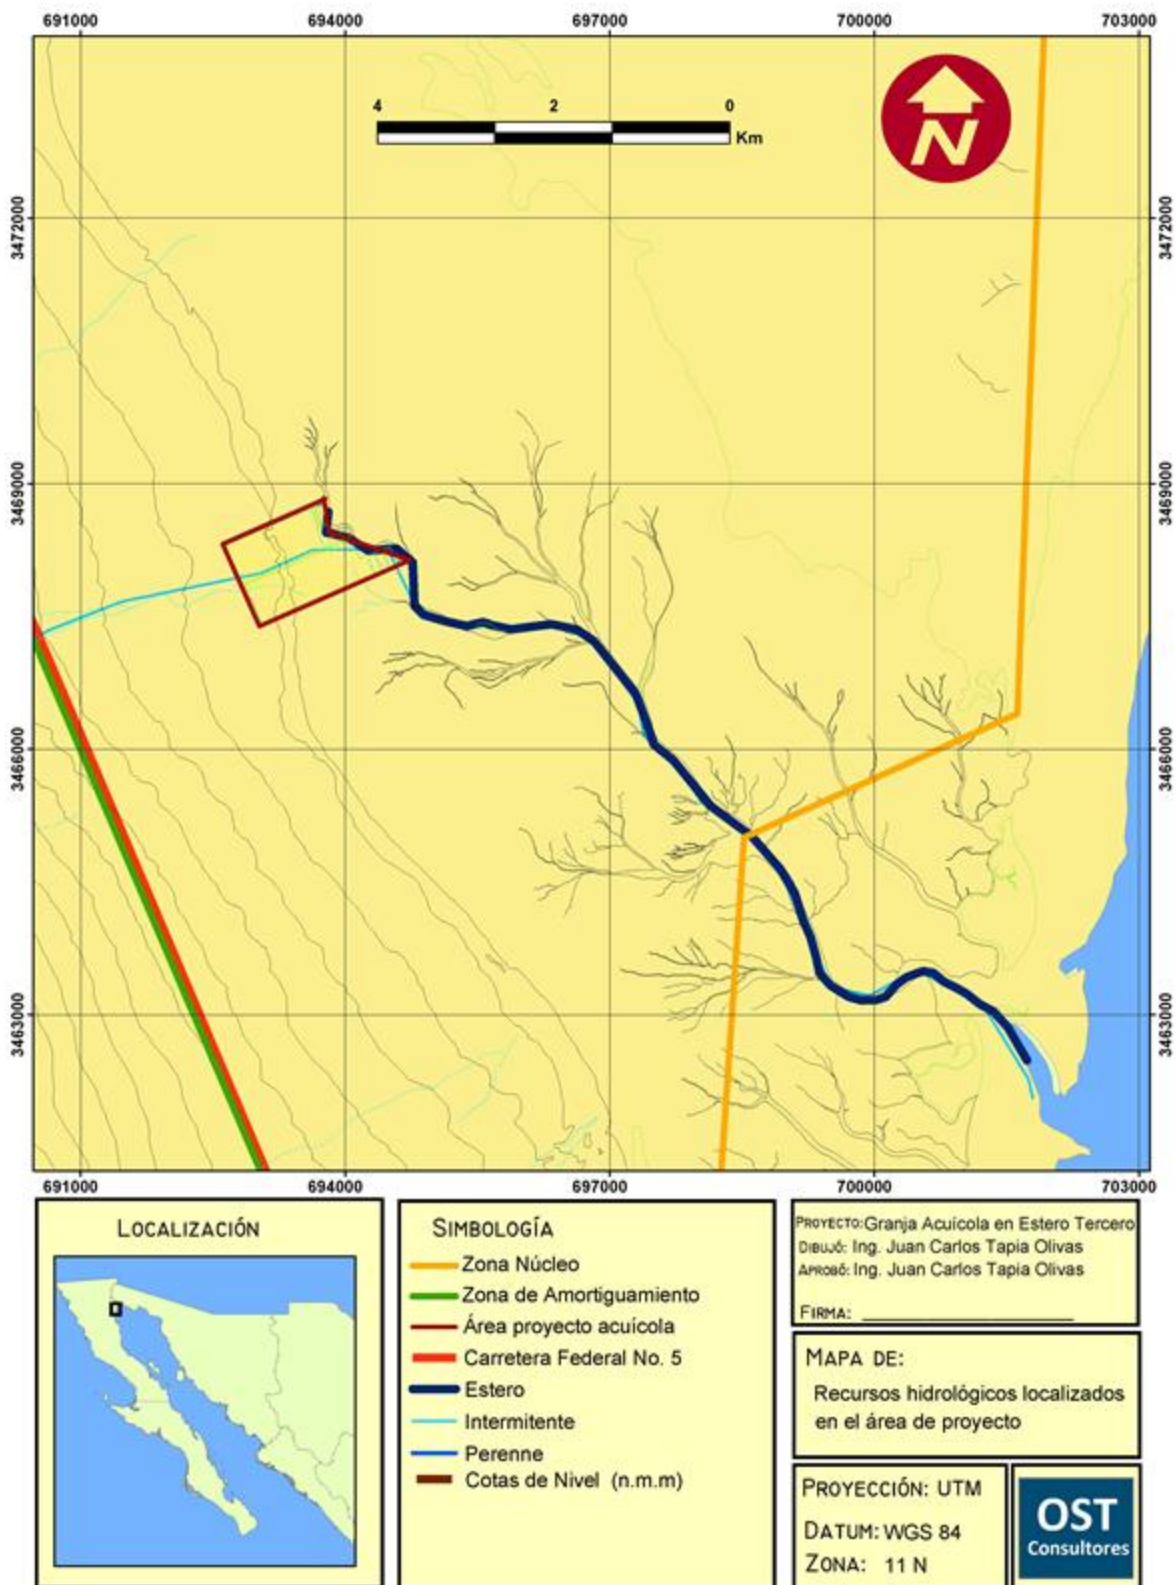 691000 694000 697000 700000 703000
4 2 0
Km
N
3472000 3472000
3469000 3469000
3466000 3466000
3463000 3463000
691000 694000 697000 700000 703000
LOCALIZACIÓN
SIMBOLOGÍA
Zona Núcleo
Zona de Amortiguamiento
Área proyecto acuícola
Carretera Federal No. 5
Estero
Intermitente
Perenne
Cotas de Nivel (n.m.m)
PROYECTO: Granja Acuícola en Estero Tercero
DIBUJÓ: Ing. Juan Carlos Tapia Olivas
APROBÓ: Ing. Juan Carlos Tapia Olivas
FIRMA:
MAPA DE:
Recursos hidrológicos localizados
en el área de proyecto
PROYECCIÓN: UTM
DATUM: WGS 84
ZONA: 11 N
OST
Consultores